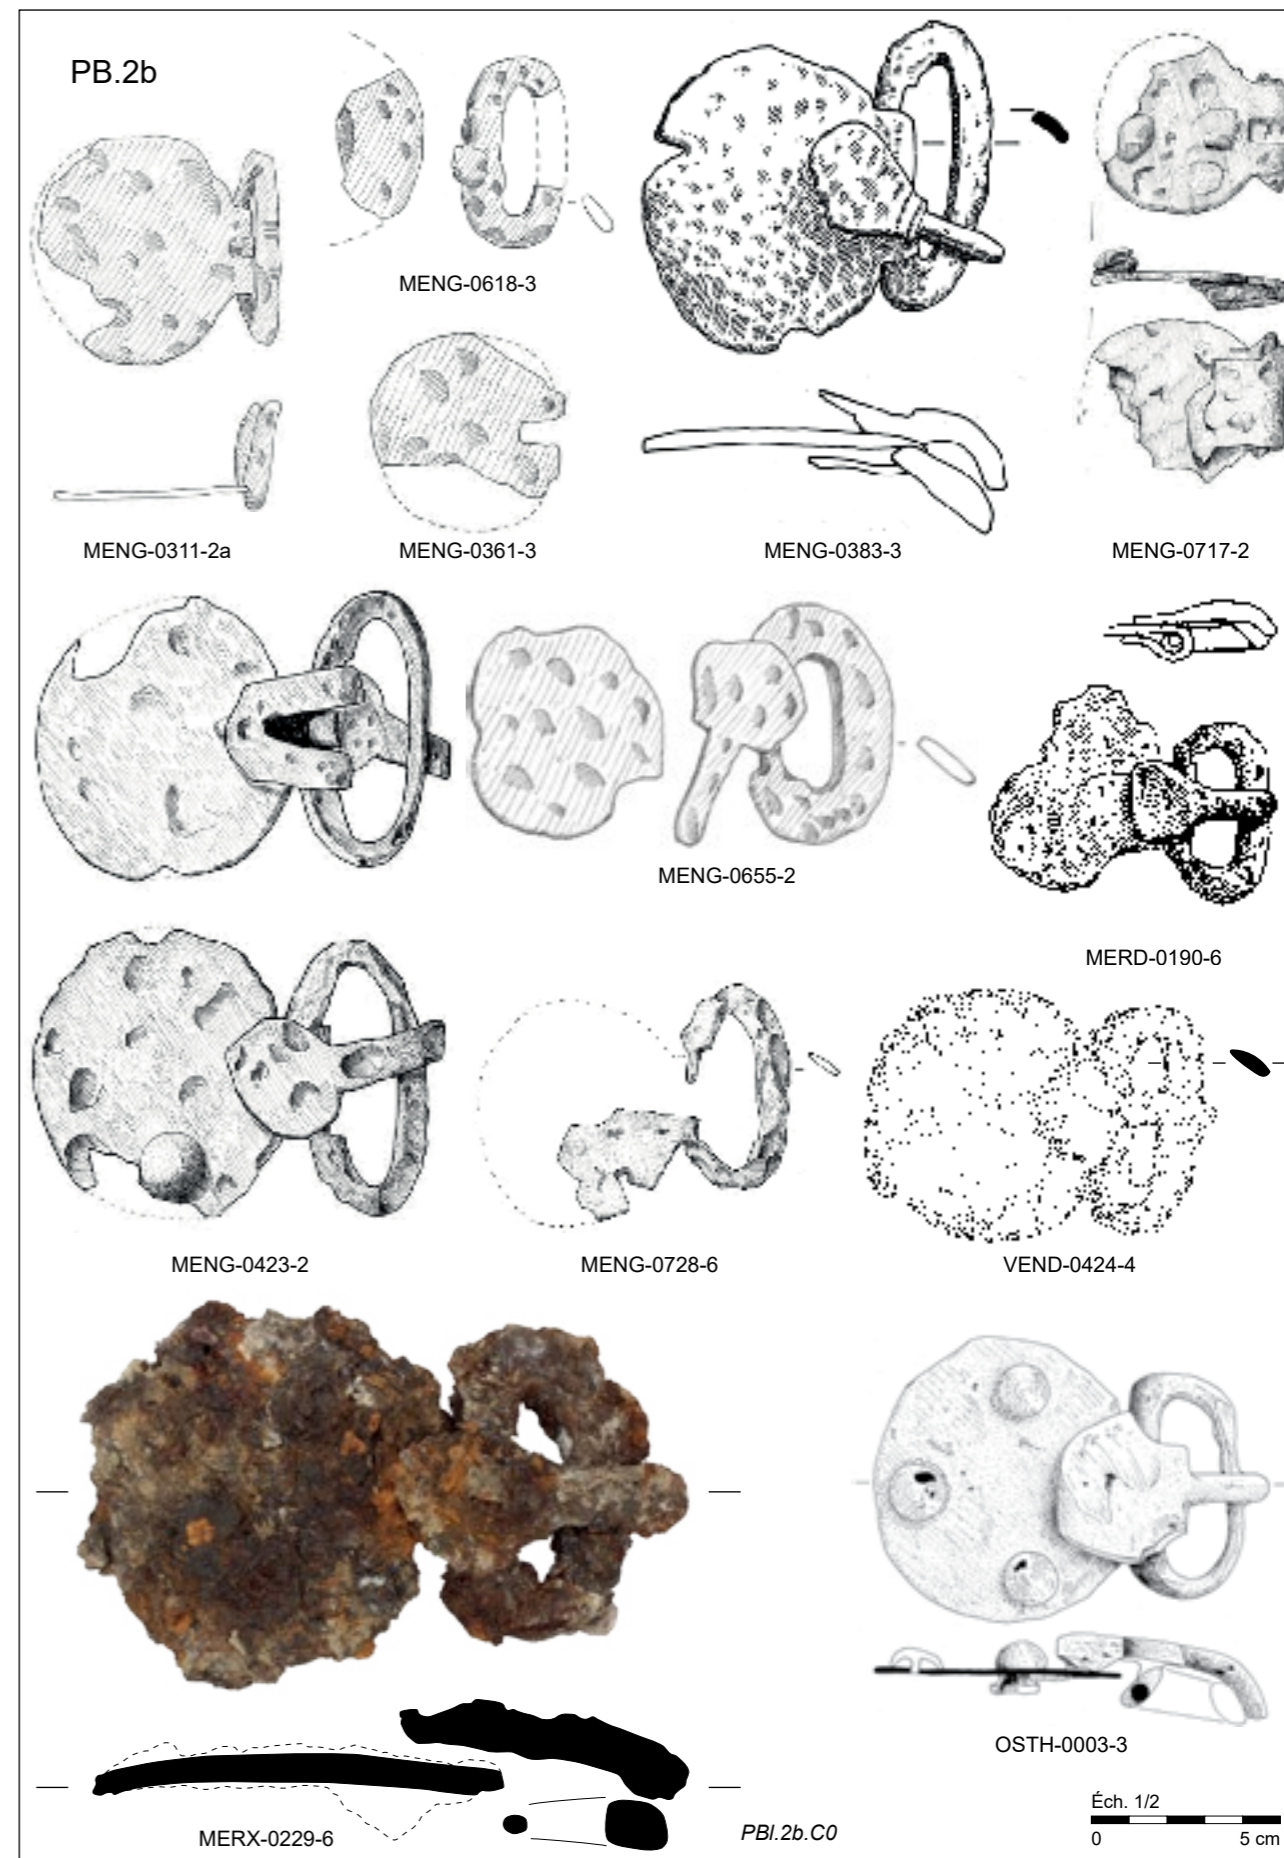 PB.2b
MENG-0618-3
MENG-0311-2a
MENG-0361-3
MENG-0383-3
MENG-0717-2
MENG-0655-2
MERD-0190-6
MENG-0423-2
MENG-0728-6
VEND-0424-4
OSTH-0003-3
MERX-0229-6
PBl.2b.C0
Éch. 1/2
0 5 cm